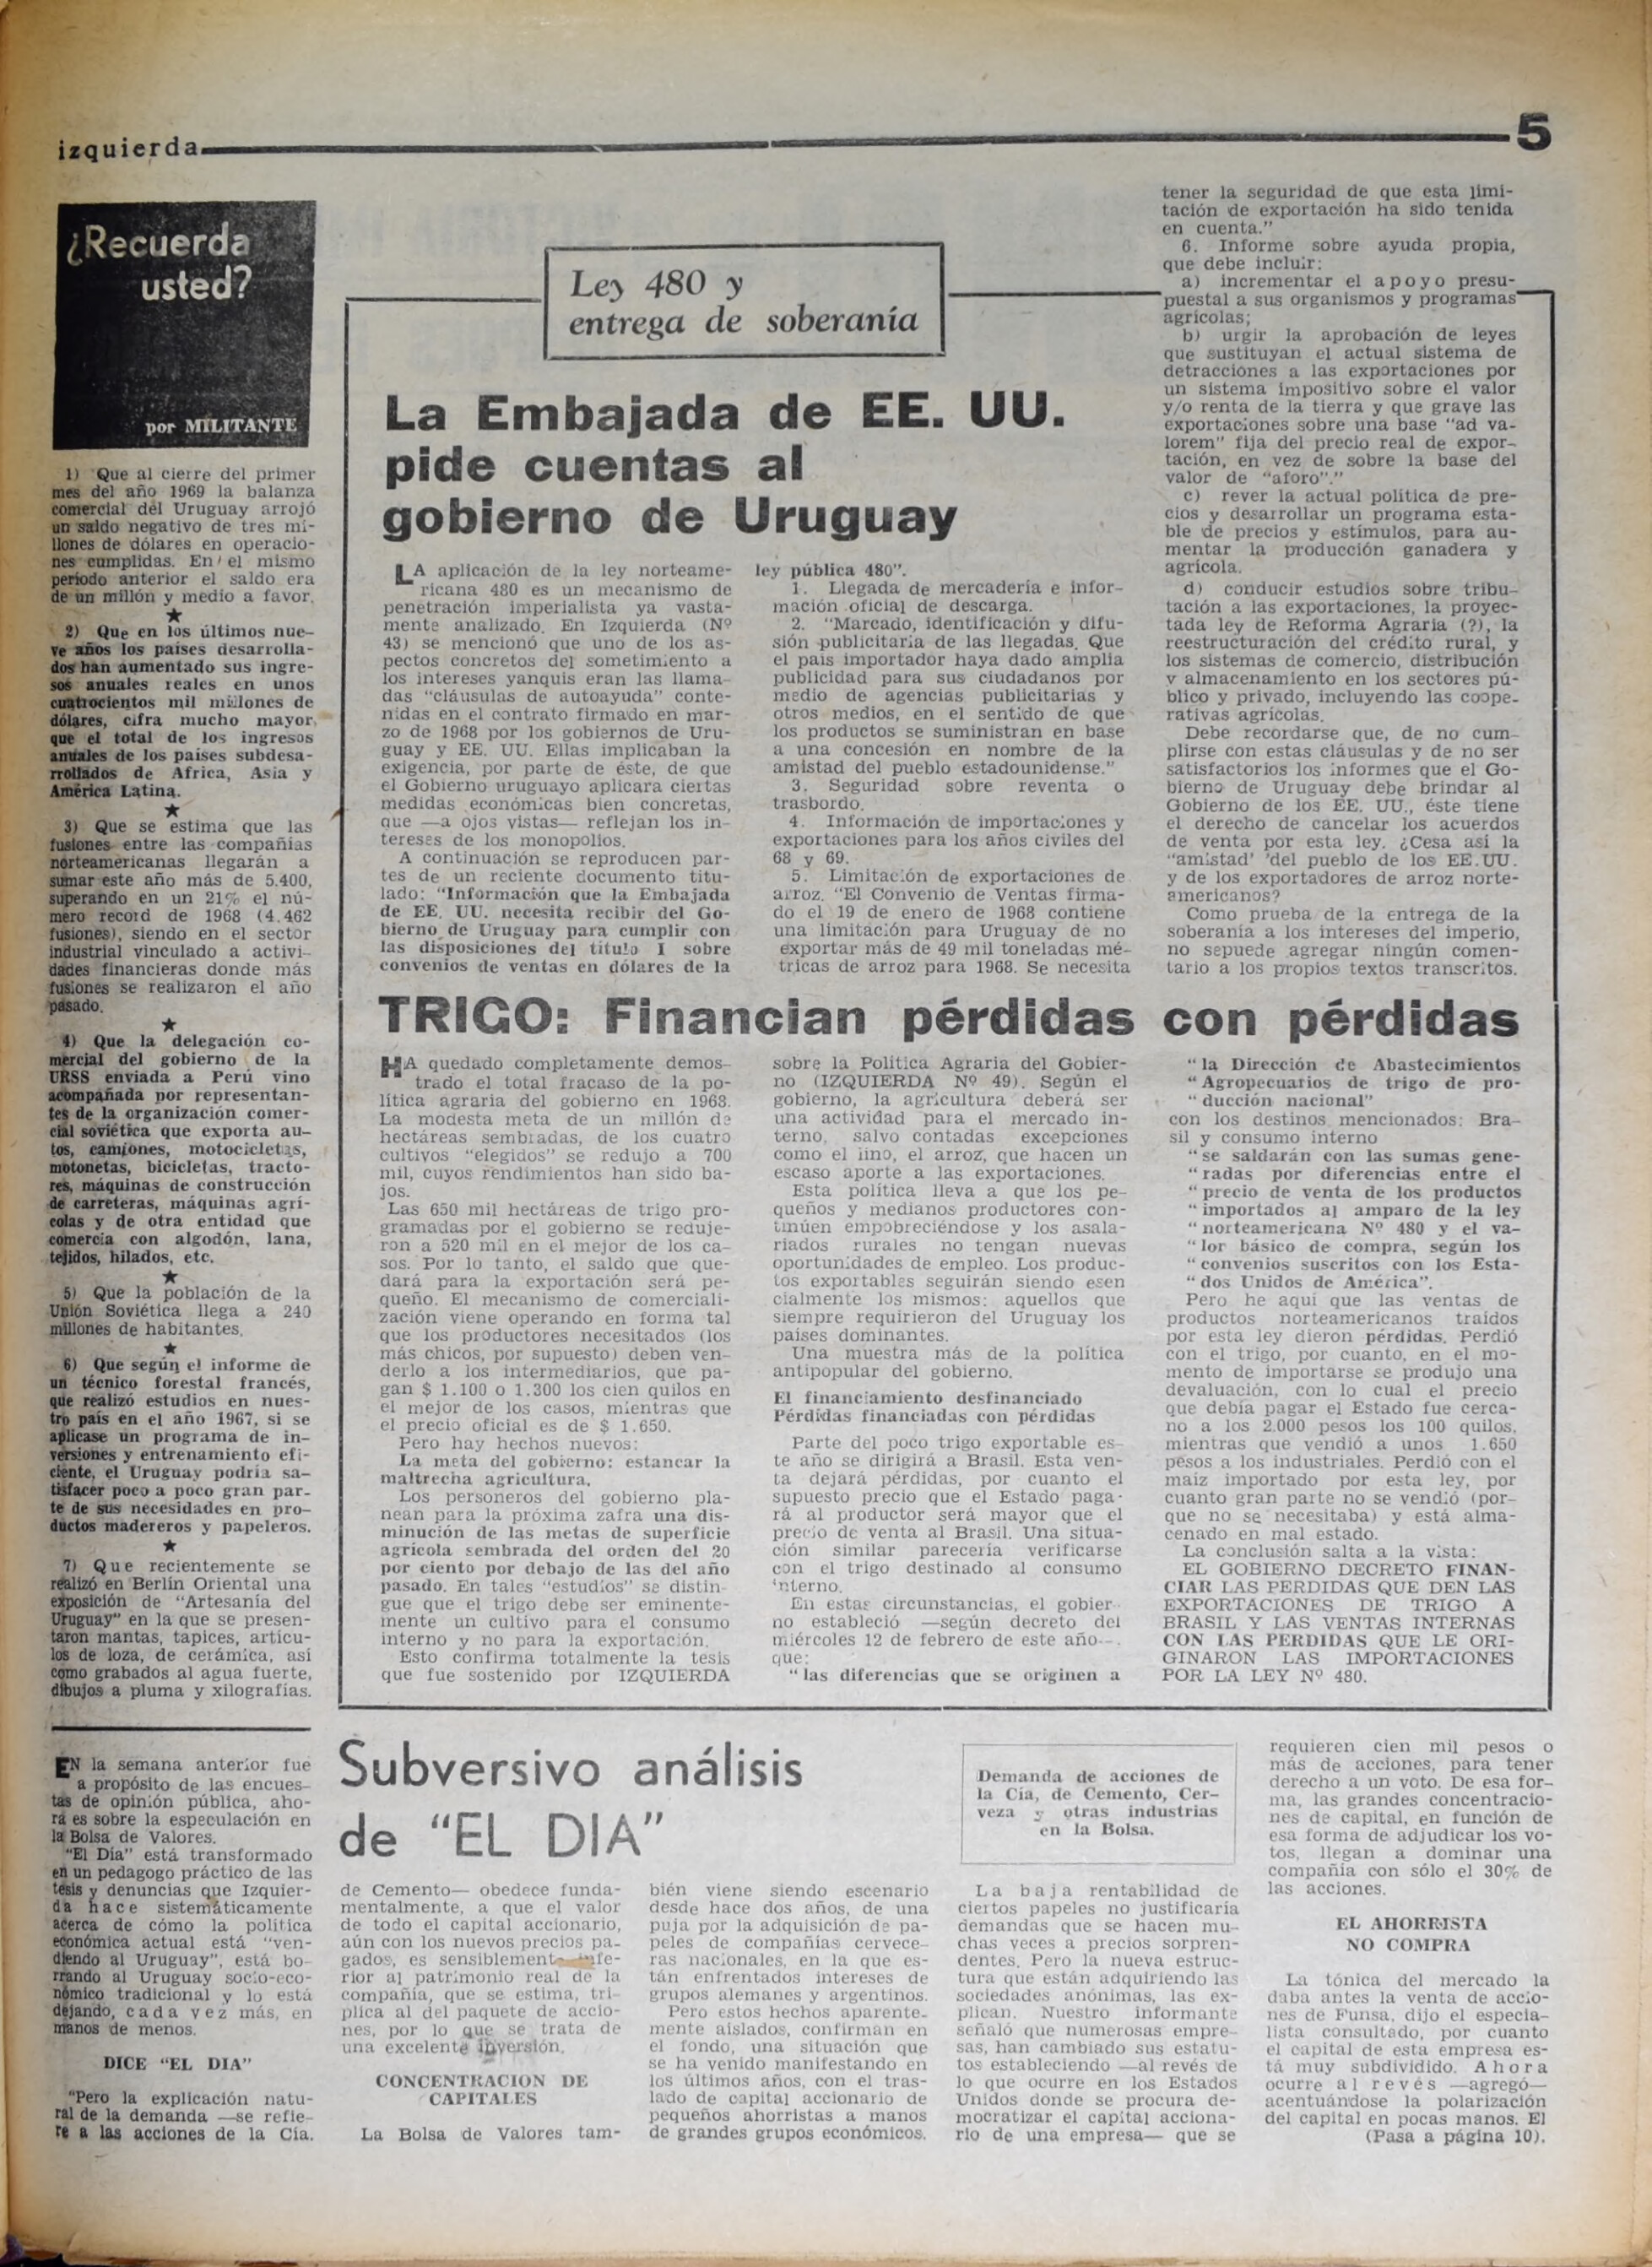 izquierda
5
¿Recuerda
usted?
por MILITANTE
1) Que al cierre del primer
mes del año 1969 la balanza
comercial del Uruguay arrojó
un saldo negativo de tres mi-
llones de dólares en operacio-
nes cumplidas. En el mismo
período anterior el saldo era
de un millón y medio a favor.
★
2) Que en los últimos nue-
ve años los países desarrolla-
dos han aumentado sus ingre-
sos anuales reales en unos
cuatrocientos mil millones de
dólares, cifra mucho mayor
que el total de los ingresos
anuales de los países subdesa-
rrollados de Africa, Asia y
América Latina.
★
3) Que se estima que las
fusiones entre las compañías
norteamericanas llegarán a
sumar este año más de 5.400,
superando en un 21% el nú-
mero record de 1968 (4.462
fusiones), siendo en el sector
industrial vinculado a activi-
dades financieras donde más
fusiones se realizaron el año
pasado.
★
4) Que la delegación co-
mercial del gobierno de la
URSS enviada a Perú vino
acompañada por representan-
tes de la organización comer-
cial soviética que exporta au-
tos, camiones, motocicletas,
motonetas, bicicletas, tracto-
res, máquinas de construcción
de carreteras, máquinas agrí-
colas y de otra entidad que
comercia con algodón, lana,
tejidos, hilados, etc.
★
5) Que la población de la
Unión Soviética llega a 240
millones de habitantes.
★
6) Que según el informe de
un técnico forestal francés,
que realizó estudios en nues-
tro país en el año 1967, si se
aplicase un programa de in-
versiones y entrenamiento efi-
ciente, el Uruguay podría sa-
tisfacer poco a poco gran par-
te de sus necesidades en pro-
ductos madereros y papeleros.
★
7) Que recientemente se
realizó en Berlín Oriental una
exposición de "Artesanía del
Uruguay" en la que se presen-
taron mantas, tapices, artícu-
los de loza, de cerámica, así
como grabados al agua fuerte,
dibujos a pluma y xilografías.
Ley 480 y
entrega de soberanía
La Embajada de EE. UU.
pide cuentas al
gobierno de Uruguay
LA aplicación de la ley norteame-
ricana 480 es un mecanismo de
penetración imperialista ya vasta-
mente analizado. En Izquierda (Nº
43) se mencionó que uno de los as-
pectos concretos del sometimiento a
los intereses yanquis eran las llama-
das "cláusulas de autoayuda" conte-
nidas en el contrato firmado en mar-
zo de 1968 por los gobiernos de Uru-
guay y EE. UU. Ellas implicaban la
exigencia, por parte de éste, de que
el Gobierno uruguayo aplicara ciertas
medidas económicas bien concretas,
que —a ojos vistas— reflejan los in-
tereses de los monopolios.
A continuación se reproducen par-
tes de un reciente documento titu-
lado: "Información que la Embajada
de EE. UU. necesita recibir del Go-
bierno de Uruguay para cumplir con
las disposiciones del título I sobre
convenios de ventas en dólares de la
ley pública 480".
1. Llegada de mercadería e infor-
mación oficial de descarga.
2. "Marcado, identificación y difu-
sión publicitaria de las llegadas. Que
el país importador haya dado amplia
publicidad para sus ciudadanos por
medio de agencias publicitarias y
otros medios, en el sentido de que
los productos se suministran en base
a una concesión en nombre de la
amistad del pueblo estadounidense."
3. Seguridad sobre reventa o
trasbordo.
4. Información de importaciones y
exportaciones para los años civiles del
68 y 69.
5. Limitación de exportaciones de
arroz. "El Convenio de Ventas firma-
do el 19 de enero de 1968 contiene
una limitación para Uruguay de no
exportar más de 49 mil toneladas mé-
tricas de arroz para 1968. Se necesita
tener la seguridad de que esta limi-
tación de exportación ha sido tenida
en cuenta."
6. Informe sobre ayuda propia,
que debe incluir:
a) incrementar el apoyo presu-
puestal a sus organismos y programas
agrícolas;
b) urgir la aprobación de leyes
que sustituyan el actual sistema de
detracciones a las exportaciones por
un sistema impositivo sobre el valor
y/o renta de la tierra y que grave las
exportaciones sobre una base "ad va-
lorem" fija del precio real de expor-
tación, en vez de sobre la base del
valor de "aforo"."
c) rever la actual política de pre-
cios y desarrollar un programa esta-
ble de precios y estímulos, para au-
mentar la producción ganadera y
agrícola.
d) conducir estudios sobre tribu-
tación a las exportaciones, la proyec-
tada ley de Reforma Agraria (?), la
reestructuración del crédito rural, y
los sistemas de comercio, distribución
y almacenamiento en los sectores pú-
blico y privado, incluyendo las coope-
rativas agrícolas.
Debe recordarse que, de no cum-
plirse con estas cláusulas y de no ser
satisfactorios los informes que el Go-
bierno de Uruguay debe brindar al
Gobierno de los EE. UU., éste tiene
el derecho de cancelar los acuerdos
de venta por esta ley. ¿Cesa así la
"amistad' 'del pueblo de los EE.UU.
y de los exportadores de arroz norte-
americanos?
Como prueba de la entrega de la
soberanía a los intereses del imperio,
no sepuede agregar ningún comen-
tario a los propios textos transcritos.
TRIGO: Financian pérdidas con pérdidas
HA quedado completamente demos-
trado el total fracaso de la po-
lítica agraria del gobierno en 1968.
La modesta meta de un millón de
hectáreas sembradas, de los cuatro
cultivos "elegidos" se redujo a 700
mil, cuyos rendimientos han sido ba-
jos.
Las 650 mil hectáreas de trigo pro-
gramadas por el gobierno se reduje-
ron a 520 mil en el mejor de los ca-
sos. Por lo tanto, el saldo que que-
dará para la exportación será pe-
queño. El mecanismo de comerciali-
zación viene operando en forma tal
que los productores necesitados (los
más chicos, por supuesto) deben ven-
derlo a los intermediarios, que pa-
gan $ 1.100 o 1.300 los cien quilos en
el mejor de los casos, mientras que
el precio oficial es de $ 1.650.
Pero hay hechos nuevos:
La meta del gobierno: estancar la
maltrecha agricultura.
Los personeros del gobierno pla-
nean para la próxima zafra una dis-
minución de las metas de superficie
agrícola sembrada del orden del 20
por ciento por debajo de las del año
pasado. En tales "estudios" se distin-
gue que el trigo debe ser eminente-
mente un cultivo para el consumo
interno y no para la exportación.
Esto confirma totalmente la tesis
que fue sostenido por IZQUIERDA
sobre la Política Agraria del Gobier-
no (IZQUIERDA Nº 49). Según el
gobierno, la agricultura deberá ser
una actividad para el mercado in-
terno, salvo contadas excepciones
como el lino, el arroz, que hacen un
escaso aporte a las exportaciones.
Esta política lleva a que los pe-
queños y medianos productores con-
tinúen empobreciéndose y los asala-
riados rurales no tengan nuevas
oportunidades de empleo. Los produc-
tos exportables seguirán siendo esen
cialmente los mismos: aquellos que
siempre requirieron del Uruguay los
países dominantes.
Una muestra más de la política
antipopular del gobierno.
El financiamiento desfinanciado
Pérdidas financiadas con pérdidas
Parte del poco trigo exportable es-
te año se dirigirá a Brasil. Esta ven-
ta dejará pérdidas, por cuanto el
supuesto precio que el Estado paga-
rá al productor será mayor que el
precio de venta al Brasil. Una situa-
ción similar parecería verificarse
con el trigo destinado al consumo
interno.
En estas circunstancias, el gobier-
no estableció —según decreto del
miércoles 12 de febrero de este año—.
que:
"las diferencias que se originen a
"la Dirección de Abastecimientos
"Agropecuarios de trigo de pro-
"ducción nacional"
con los destinos mencionados: Bra-
sil y consumo interno
"se saldarán con las sumas gene-
"radas por diferencias entre el
"precio de venta de los productos
"importados al amparo de la ley
"norteamericana Nº 480 y el va-
"lor básico de compra, según los
"convenios suscritos con los Esta-
"dos Unidos de América".
Pero he aquí que las ventas de
productos norteamericanos traídos
por esta ley dieron pérdidas. Perdió
con el trigo, por cuanto, en el mo-
mento de importarse se produjo una
devaluación, con lo cual el precio
que debía pagar el Estado fue cerca-
no a los 2.000 pesos los 100 quilos,
mientras que vendió a unos 1.650
pesos a los industriales. Perdió con el
maíz importado por esta ley, por
cuanto gran parte no se vendió (por-
que no se necesitaba) y está alma-
cenado en mal estado.
La conclusión salta a la vista:
EL GOBIERNO DECRETO FINAN-
CIAR LAS PERDIDAS QUE DEN LAS
EXPORTACIONES DE TRIGO A
BRASIL Y LAS VENTAS INTERNAS
CON LAS PERDIDAS QUE LE ORI-
GINARON LAS IMPORTACIONES
POR LA LEY Nº 480.
Subversivo análisis
de "EL DIA"
EN la semana anterior fue
a propósito de las encues-
tas de opinión pública, aho-
ra es sobre la especulación en
la Bolsa de Valores.
"El Día" está transformado
en un pedagogo práctico de las
tesis y denuncias que Izquier-
da hace sistemáticamente
acerca de cómo la política
económica actual está "ven-
diendo al Uruguay", está bo-
rrando al Uruguay socio-eco-
nómico tradicional y lo está
dejando, cada vez más, en
manos de menos.
DICE "EL DIA"
"Pero la explicación natu-
ral de la demanda —se refie-
re a las acciones de la Cía.
de Cemento— obedece funda-
mentalmente, a que el valor
de todo el capital accionario,
aún con los nuevos precios pa-
gados, es sensiblemente infe-
rior al patrimonio real de la
compañía, que se estima, tri-
plica al del paquete de accio-
nes, por lo que se trata de
una excelente inversión.
CONCENTRACION DE
CAPITALES
La Bolsa de Valores tam-
bién viene siendo escenario
desde hace dos años, de una
puja por la adquisición de pa-
peles de compañías cervece-
ras nacionales, en la que es-
tán enfrentados intereses de
grupos alemanes y argentinos.
Pero estos hechos aparente-
mente aislados, confirman en
el fondo, una situación que
se ha venido manifestando en
los últimos años, con el tras-
lado de capital accionario de
pequeños ahorristas a manos
de grandes grupos económicos.
Demanda de acciones de
la Cía. de Cemento, Cer-
veza y otras industrias
en la Bolsa.
La baja rentabilidad de
ciertos papeles no justificaría
demandas que se hacen mu-
chas veces a precios sorpren-
dentes. Pero la nueva estruc-
tura que están adquiriendo las
sociedades anónimas, las ex-
plican. Nuestro informante
señaló que numerosas empre-
sas, han cambiado sus estatu-
tos estableciendo —al revés de
lo que ocurre en los Estados
Unidos donde se procura de-
mocratizar el capital acciona-
rio de una empresa— que se
requieren cien mil pesos o
más de acciones, para tener
derecho a un voto. De esa for-
ma, las grandes concentracio-
nes de capital, en función de
esa forma de adjudicar los vo-
tos, llegan a dominar una
compañía con sólo el 30% de
las acciones.
EL AHORRISTA
NO COMPRA
La tónica del mercado la
daba antes la venta de accio-
nes de Funsa, dijo el especia-
lista consultado, por cuanto
el capital de esta empresa es-
tá muy subdividido. Ahora
ocurre al revés —agregó—
acentuándose la polarización
del capital en pocas manos. El
(Pasa a página 10).